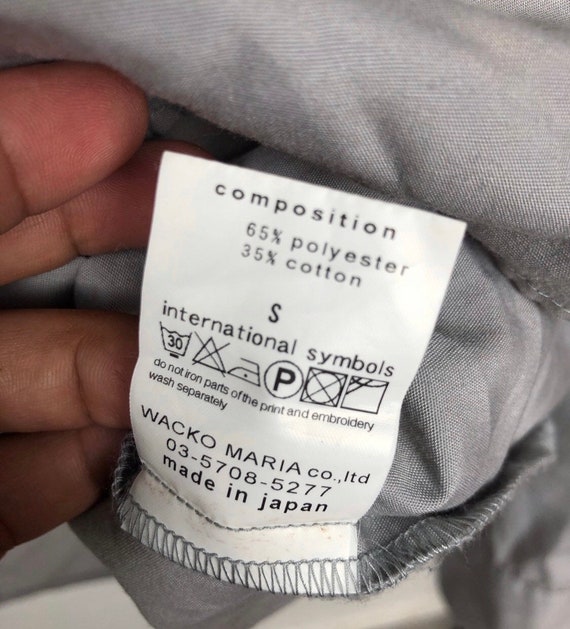 composition
65% polyester
35% cotton
S
international symbols
30 P
do not iron parts of the print and embroidery
wash separately
WACKO MARIA co.,ltd
03-5708-5277
made in japan